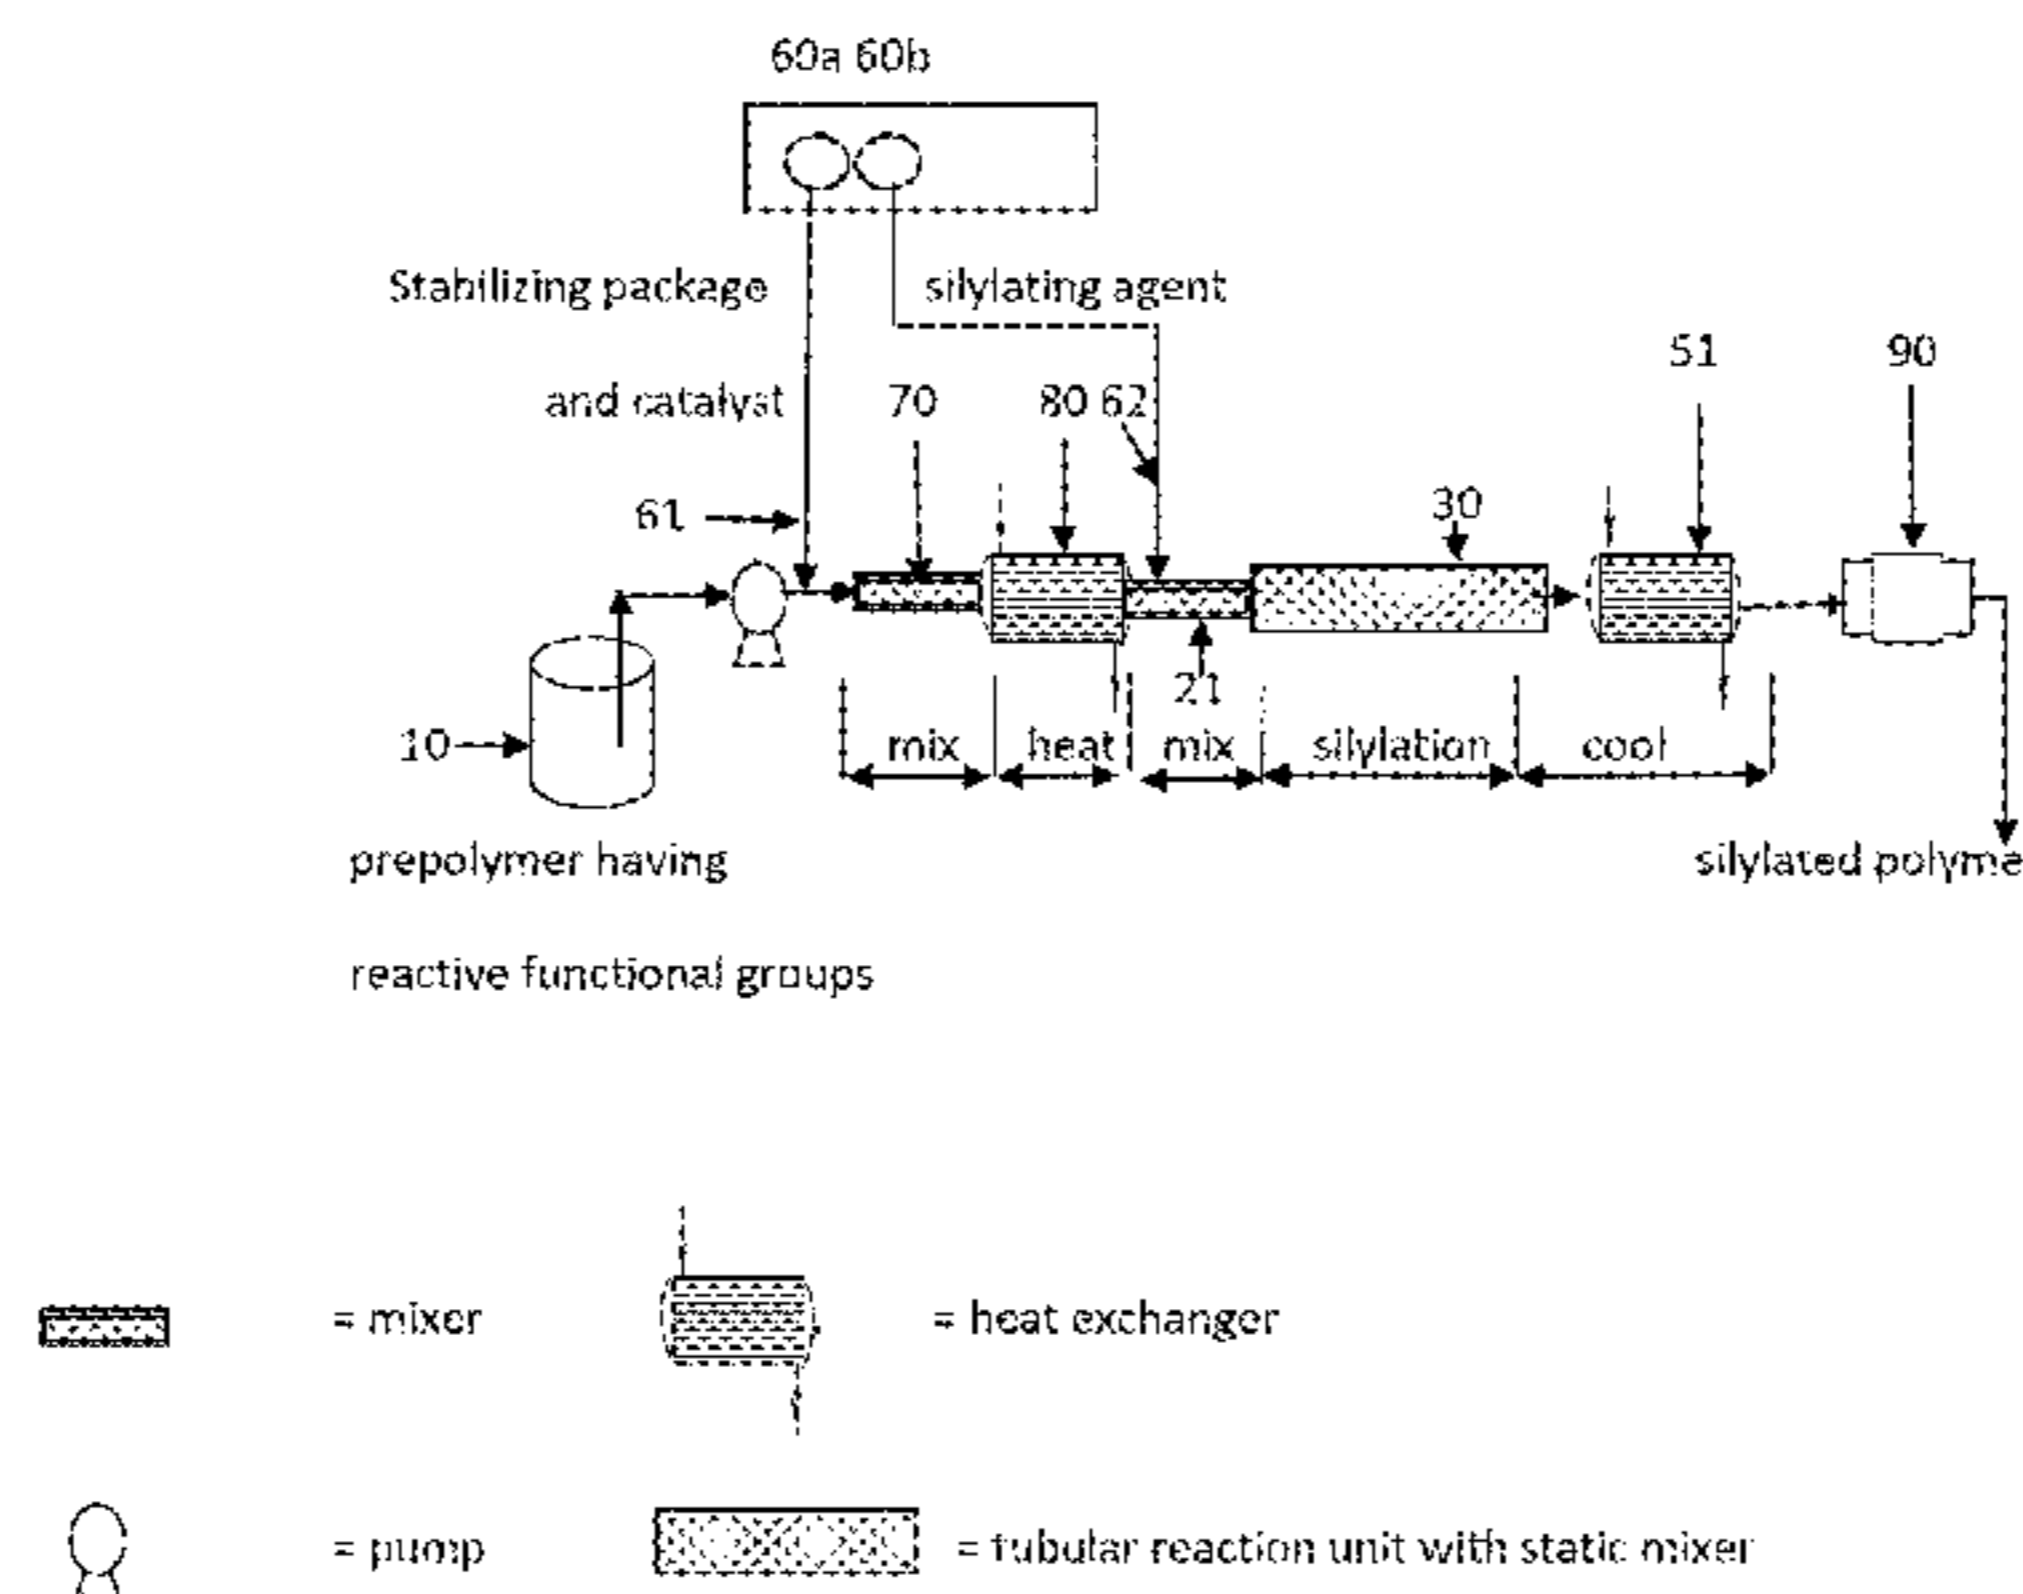 60a 60b
Stabilizing package
silylating agent
and catalyst
70
80 62
51
90
61
30
21
10
mix
heat
mix
silylation
cool
prepolymer having
silylated polyme
reactive functional groups
= mixer
= heat exchanger
= pump
= tubular reaction unit with static mixer